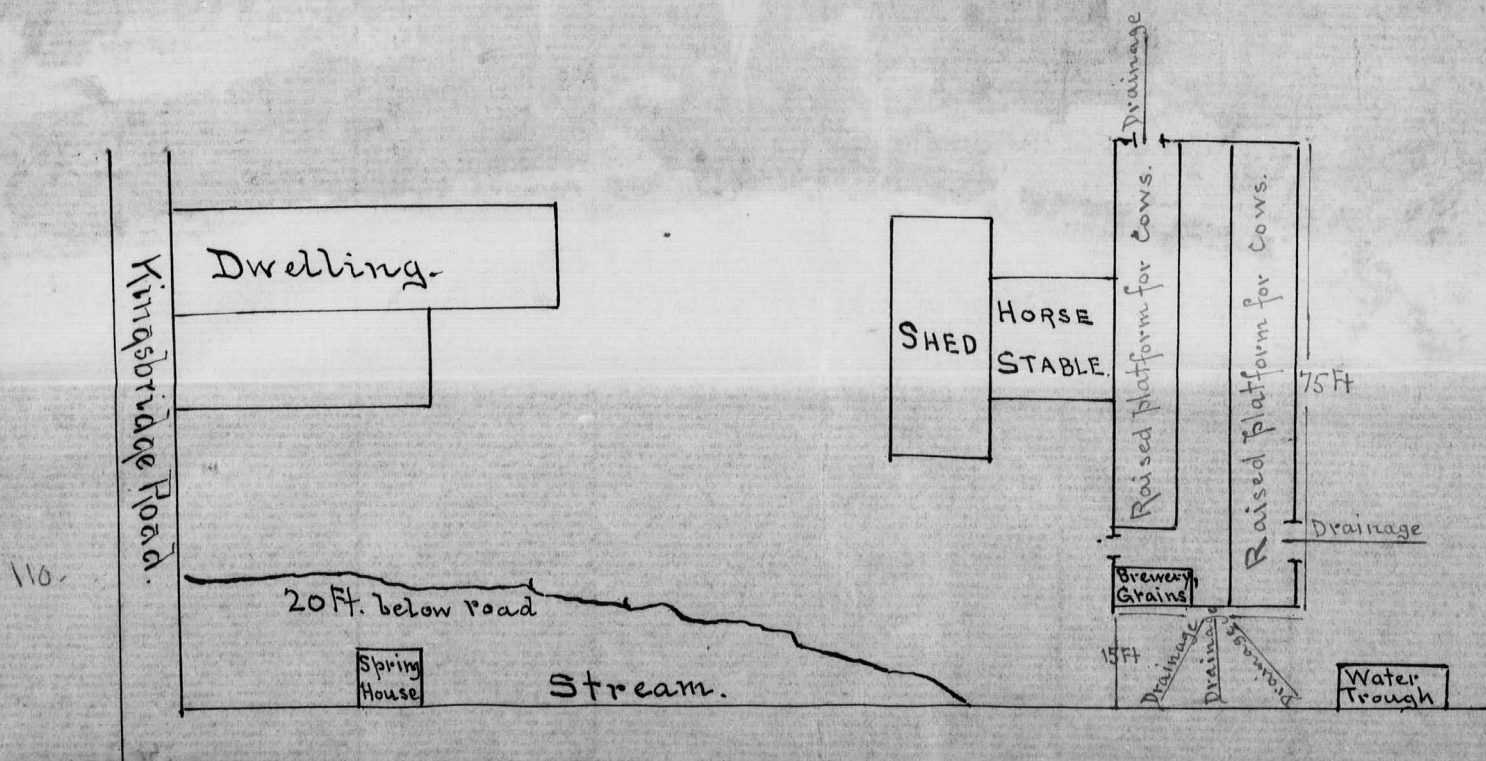 Kingsbridge Road.
110-
Dwelling.
20 Ft. below road
Spring
House
Stream.
SHED
HORSE
STABLE.
Drainage
Raised platform for Cows.
Raised platform for Cows.
75 Ft
Drainage
Brewery
Grains
15 Ft
Drainage
Drainage
Drainage
Water
Trough